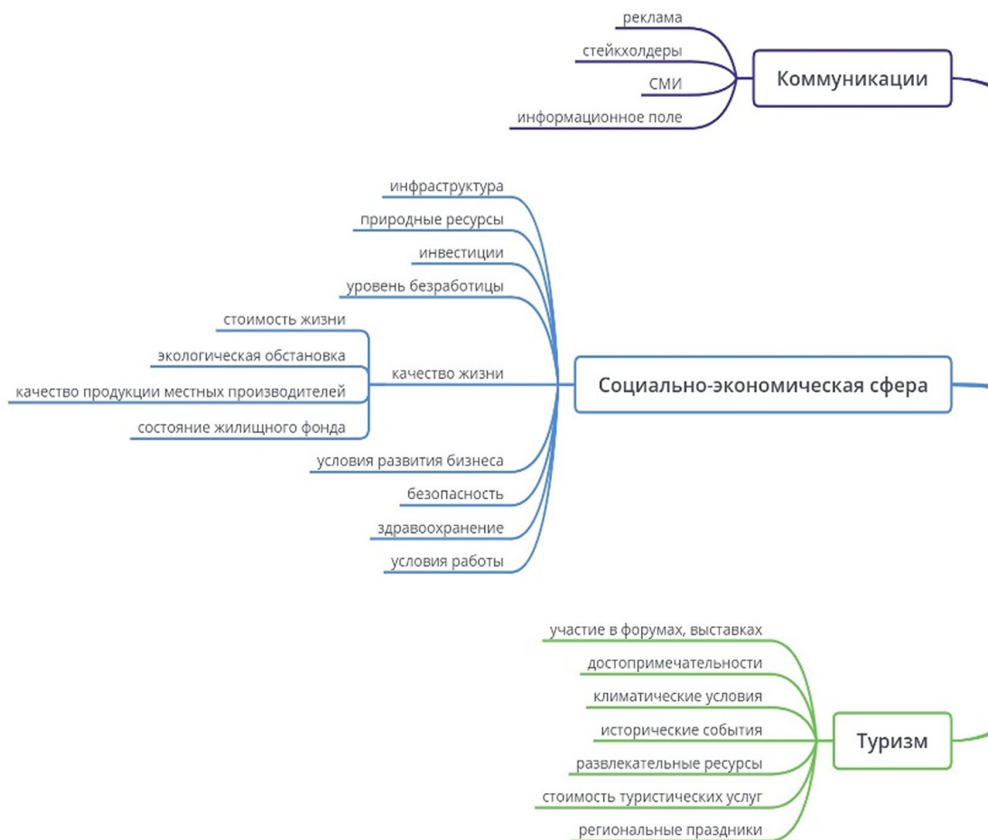 реклама
стейкхолдеры
СМИ
информационное поле
Коммуникации
инфраструктура
природные ресурсы
инвестиции
уровень безработицы
стоимость жизни
экологическая обстановка
качество продукции местных производителей
состояние жилищного фонда
качество жизни
условия развития бизнеса
безопасность
здравоохранение
условия работы
Социально-экономическая сфера
участие в форумах, выставках
достопримечательности
климатические условия
исторические события
развлекательные ресурсы
стоимость туристических услуг
региональные праздники
Туризм